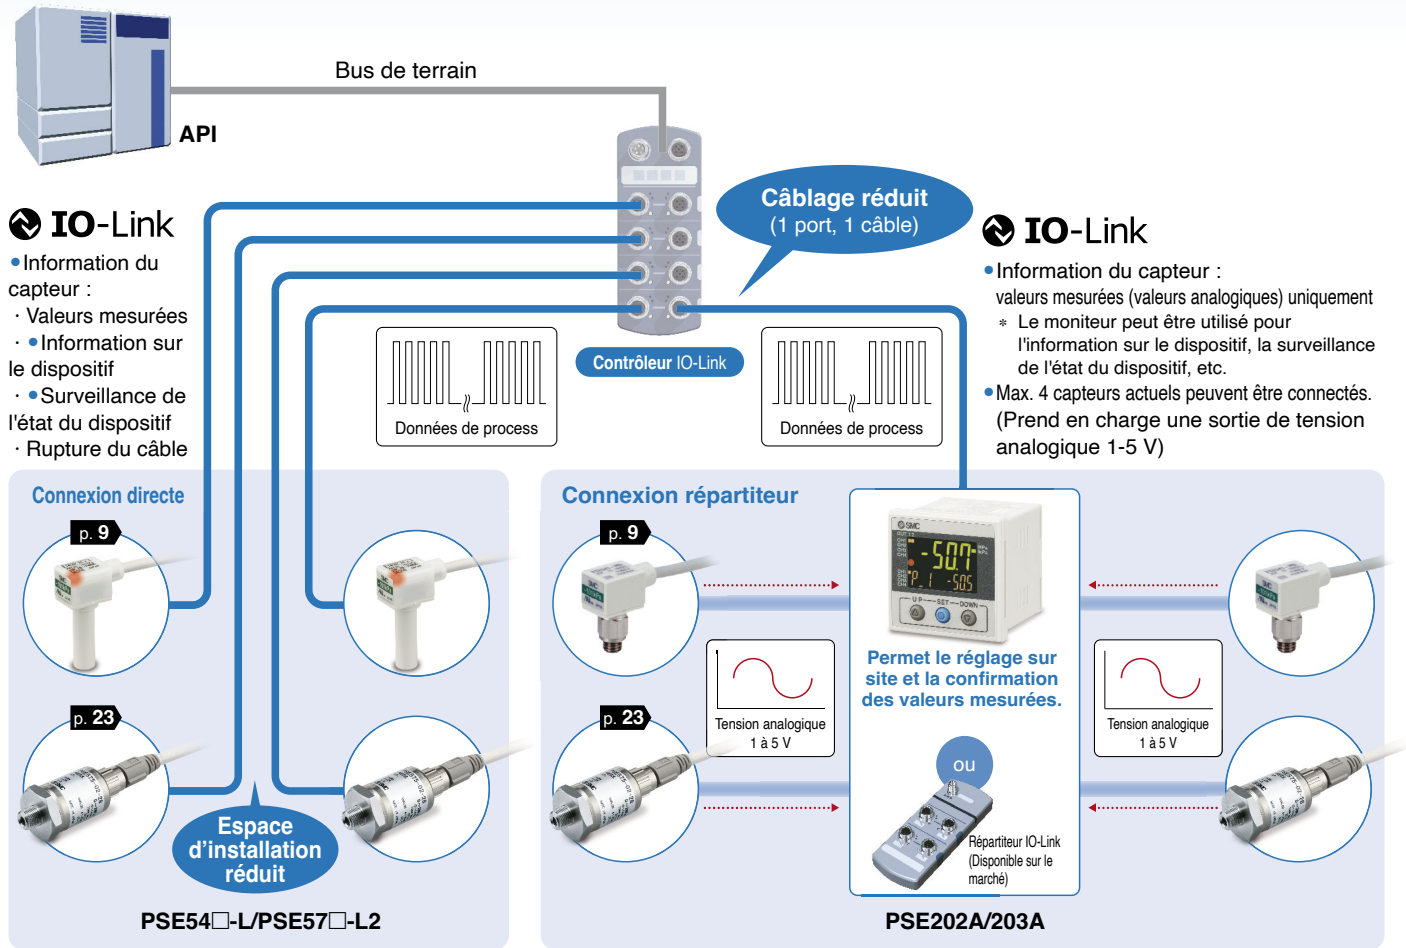 Bus de terrain
API
IO-Link
•Information du
capteur :
· Valeurs mesurées
· •Information sur
le dispositif
· •Surveillance de
l'état du dispositif
· Rupture du câble
Câblage réduit
(1 port, 1 câble)
Contrôleur IO-Link
Données de process
Données de process
IO-Link
•Information du capteur :
valeurs mesurées (valeurs analogiques) uniquement
* Le moniteur peut être utilisé pour
l'information sur le dispositif, la surveillance
de l'état du dispositif, etc.
•Max. 4 capteurs actuels peuvent être connectés.
(Prend en charge une sortie de tension
analogique 1-5 V)
Connexion directe
p. 9
p. 23
Espace
d'installation
réduit
PSE54□-L/PSE57□-L2
Connexion répartiteur
p. 9
p. 23
Tension analogique
1 à 5 V
SMC
-50.7
P_1 -50.5
UP SET DOWN
Permet le réglage sur
site et la confirmation
des valeurs mesurées.
ou
Répartiteur IO-Link
(Disponible sur le
marché)
Tension analogique
1 à 5 V
PSE202A/203A